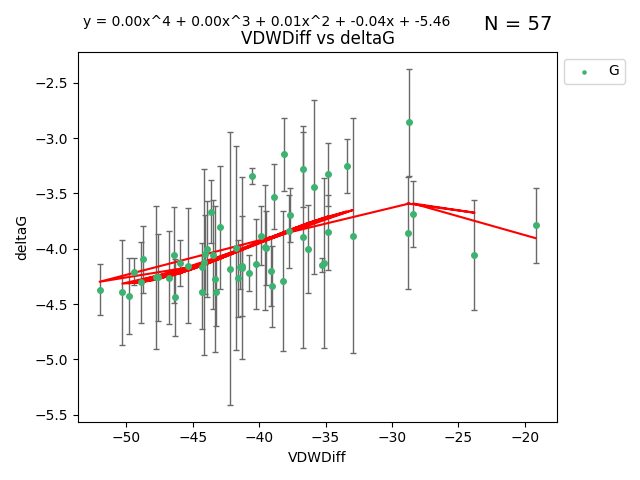 y = 0.00x^4 + 0.00x^3 + 0.01x^2 + -0.04x + -5.46
N = 57
VDWDiff vs deltaG
G
−2.5
−3.0
−3.5
−4.0
−4.5
−5.0
−5.5
deltaG
−50
−45
−40
−35
−30
−25
−20
VDWDiff